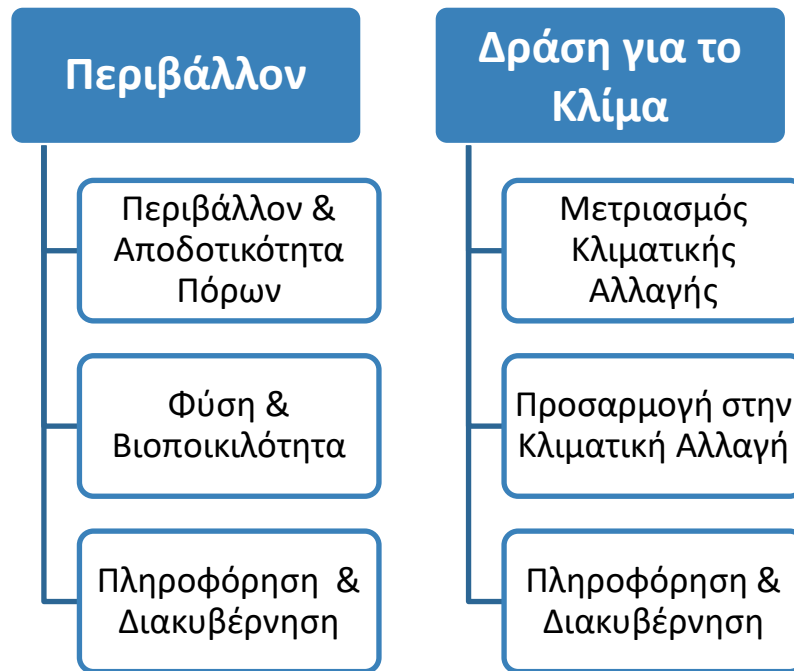 Περιβάλλον
Περιβάλλον &
Αποδοτικότητα
Πόρων
Φύση &
Βιοποικιλότητα
Πληροφόρηση &
Διακυβέρνηση
Δράση για το
Κλίμα
Μετριασμός
Κλιματικής
Αλλαγής
Προσαρμογή στην
Κλιματική Αλλαγή
Πληροφόρηση &
Διακυβέρνηση